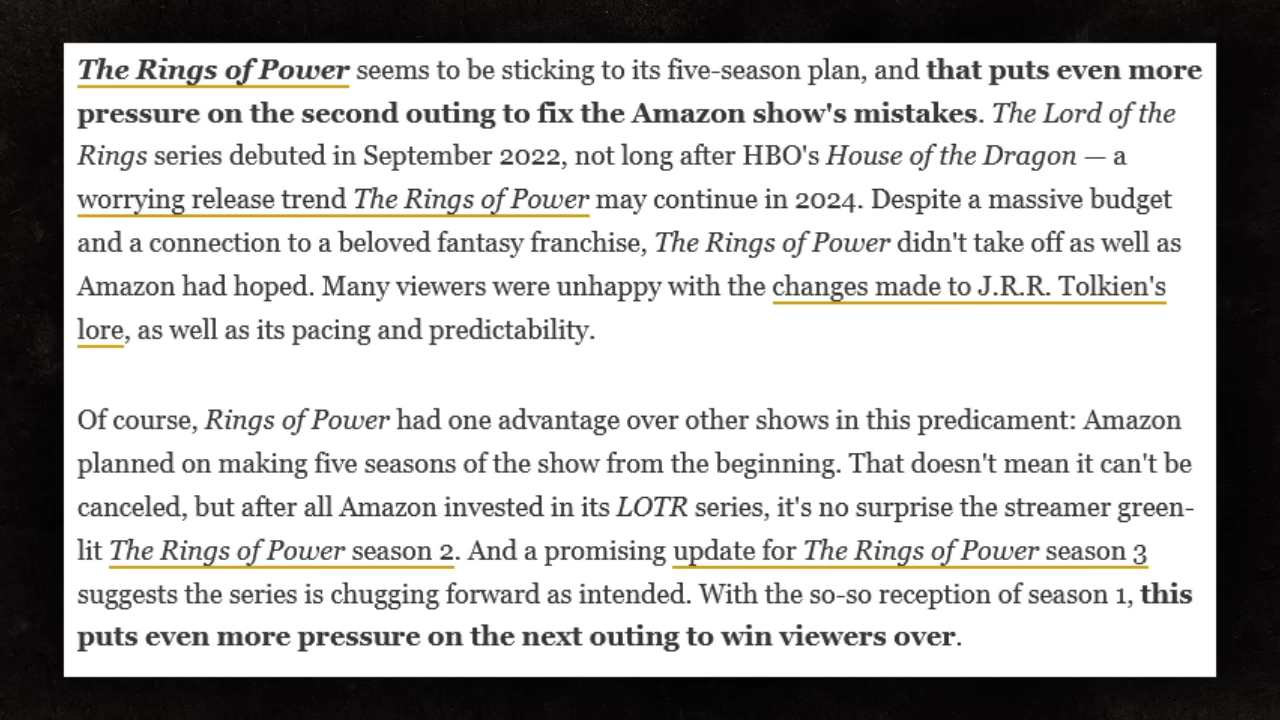 The Rings of Power seems to be sticking to its five-season plan, and that puts even more
pressure on the second outing to fix the Amazon show's mistakes. The Lord of the
Rings series debuted in September 2022, not long after HBO's House of the Dragon — a
worrying release trend The Rings of Power may continue in 2024. Despite a massive budget
and a connection to a beloved fantasy franchise, The Rings of Power didn't take off as well as
Amazon had hoped. Many viewers were unhappy with the changes made to J.R.R. Tolkien's
lore, as well as its pacing and predictability.
Of course, Rings of Power had one advantage over other shows in this predicament: Amazon
planned on making five seasons of the show from the beginning. That doesn't mean it can't be
canceled, but after all Amazon invested in its LOTR series, it's no surprise the streamer green-
lit The Rings of Power season 2. And a promising update for The Rings of Power season 3
suggests the series is chugging forward as intended. With the so-so reception of season 1, this
puts even more pressure on the next outing to win viewers over.